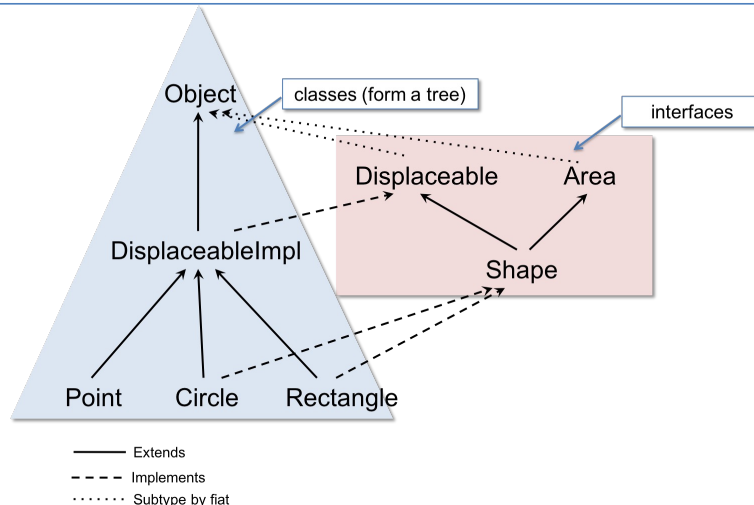 Object
classes (form a tree)
interfaces
Displaceable
Area
DisplaceableImpl
Shape
Point
Circle
Rectangle
Extends
Implements
Subtype by fiat